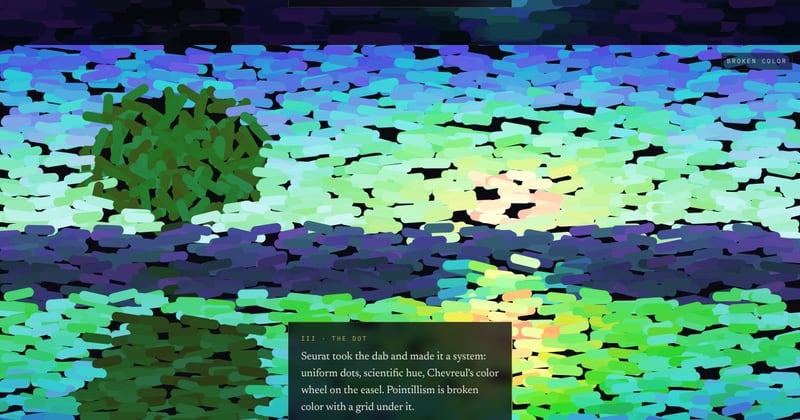 BROKEN COLOR
III · THE DOT
Seurat took the dab and made it a system:
uniform dots, scientific hue, Chevreul's color
wheel on the easel. Pointillism is broken
color with a grid under it.